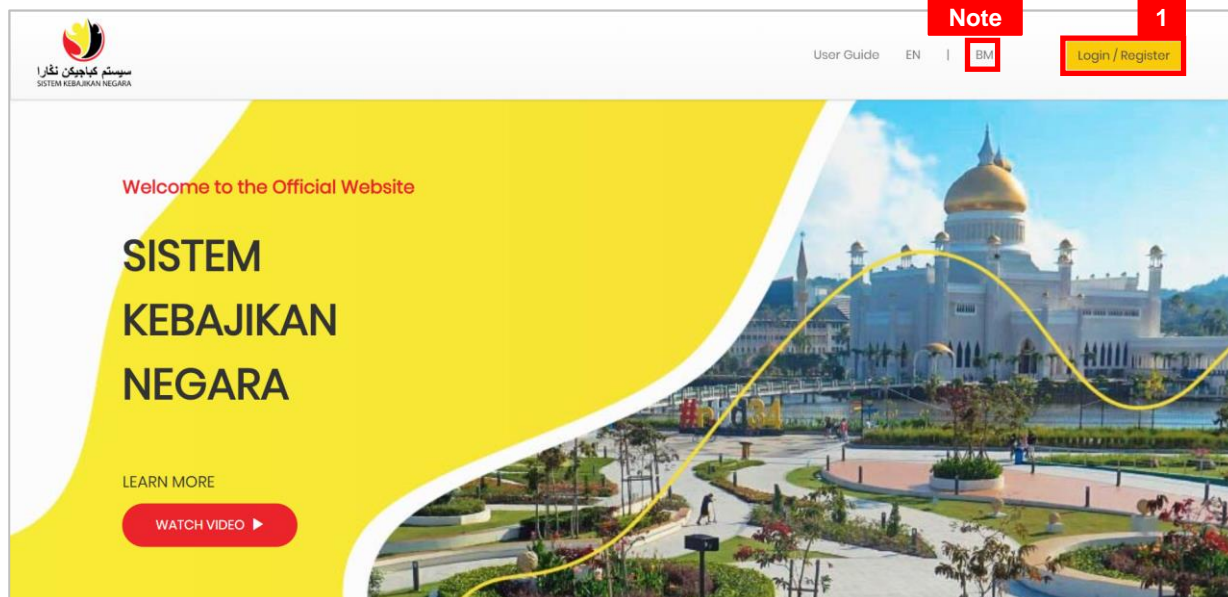 Note
1
سيستم كباجيكن نݢارا
SISTEM KEBAJIKAN NEGARA
User Guide EN | BM
Login / Register
Welcome to the Official Website
SISTEM
KEBAJIKAN
NEGARA
LEARN MORE
WATCH VIDEO